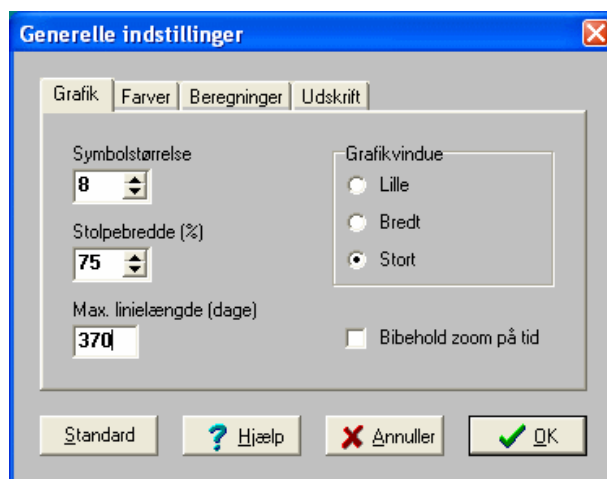 Generelle indstillinger
Grafik Farver Beregninger Udskrift
Symbolstørrelse
8
Stolpebredde (%)
75
Max. linielængde (dage)
370
Grafikvindue
Lille
Bredt
Stort
Bibehold zoom på tid
Standard Hjælp Annuller OK